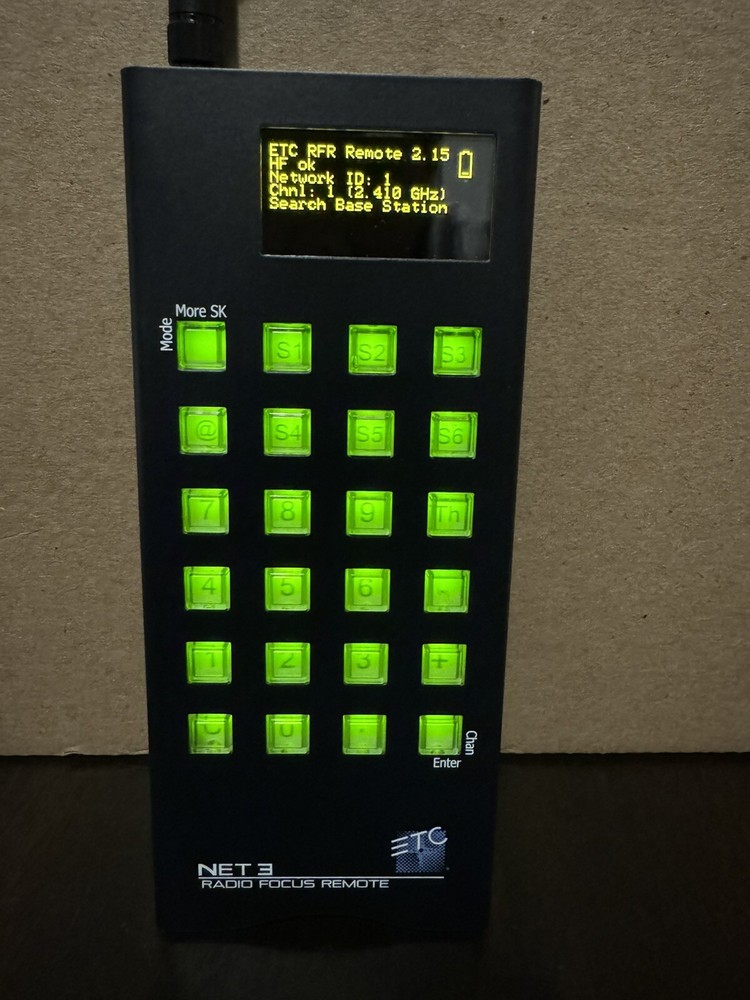 ETC RFR Remote 2.15
HF ok
Network ID: 1
Chnl: 1 (2.410 GHz)
Search Base Station
More SK
Mode
S1 S2 S3
@ S4 S5 S6
7 8 9 Th
4 5 6
1 2 3 +
C
Chan
Enter
ETC
NET 3
RADIO FOCUS REMOTE